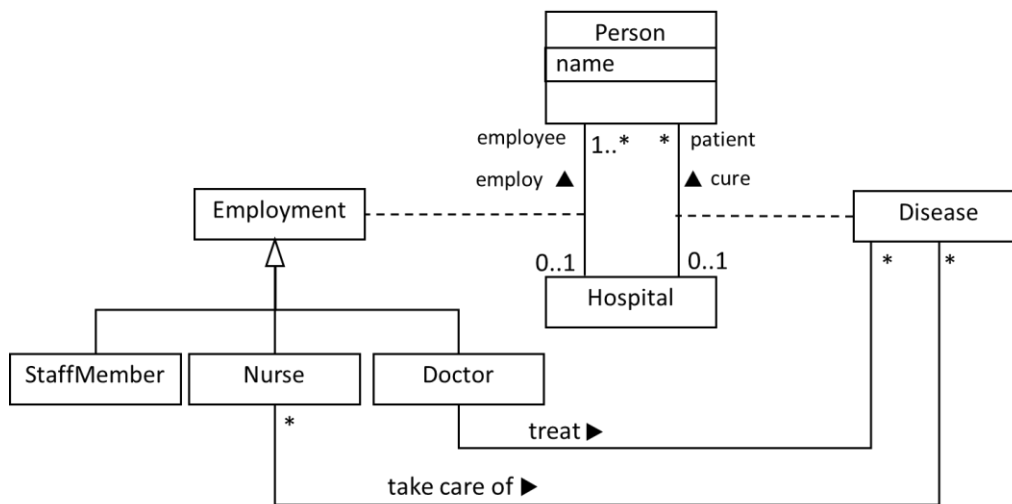 Person
name
employee 1..* * patient
employ ▲ ▲ cure
Employment
Disease
0..1 0..1
* *
Hospital
StaffMember Nurse Doctor
*
treat ▶
take care of ▶